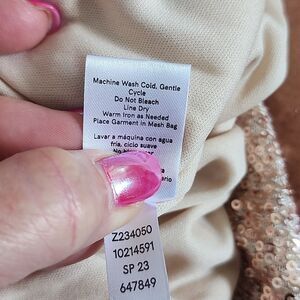 Machine Wash Cold, Gentle
Cycle
Do Not Bleach
Line Dry
Warm Iron as Needed
Place Garment in Mesh Bag
Lavar a máquina con agua
fría, ciclo suave
No
Z234050
10214591
SP 23
647849